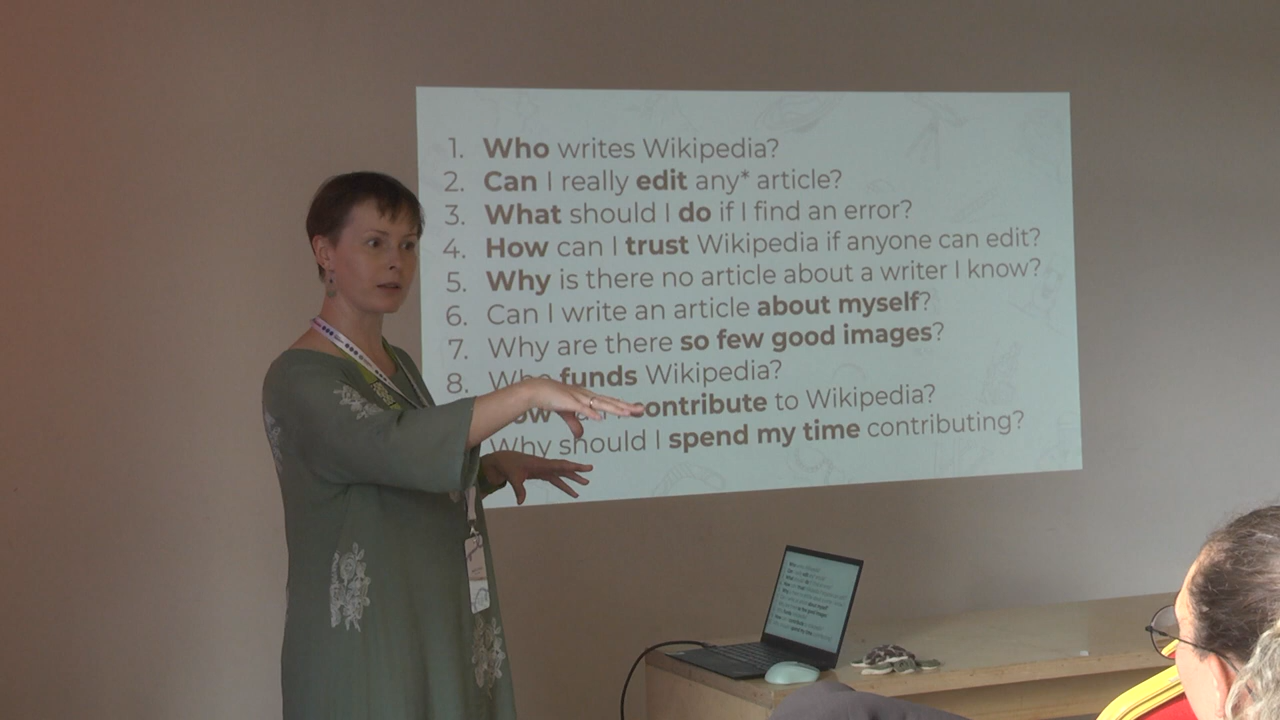 1. Who writes Wikipedia?
2. Can I really edit any* article?
3. What should I do if I find an error?
4. How can I trust Wikipedia if anyone can edit?
5. Why is there no article about a writer I know?
6. Can I write an article about myself?
7. Why are there so few good images?
8. Who funds Wikipedia?
How can I contribute to Wikipedia?
Why should I spend my time contributing?